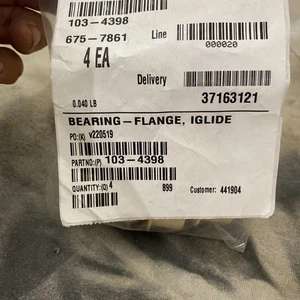 103-4398
675-7861 Line
000020
4 EA
Delivery
0.040 LB 37163121
BEARING-FLANGE, IGLIDE
PO:(K) V220519
PARTNO:(P) 103-4398
QUANTITY:(Q) 4 899 Customer: 441904